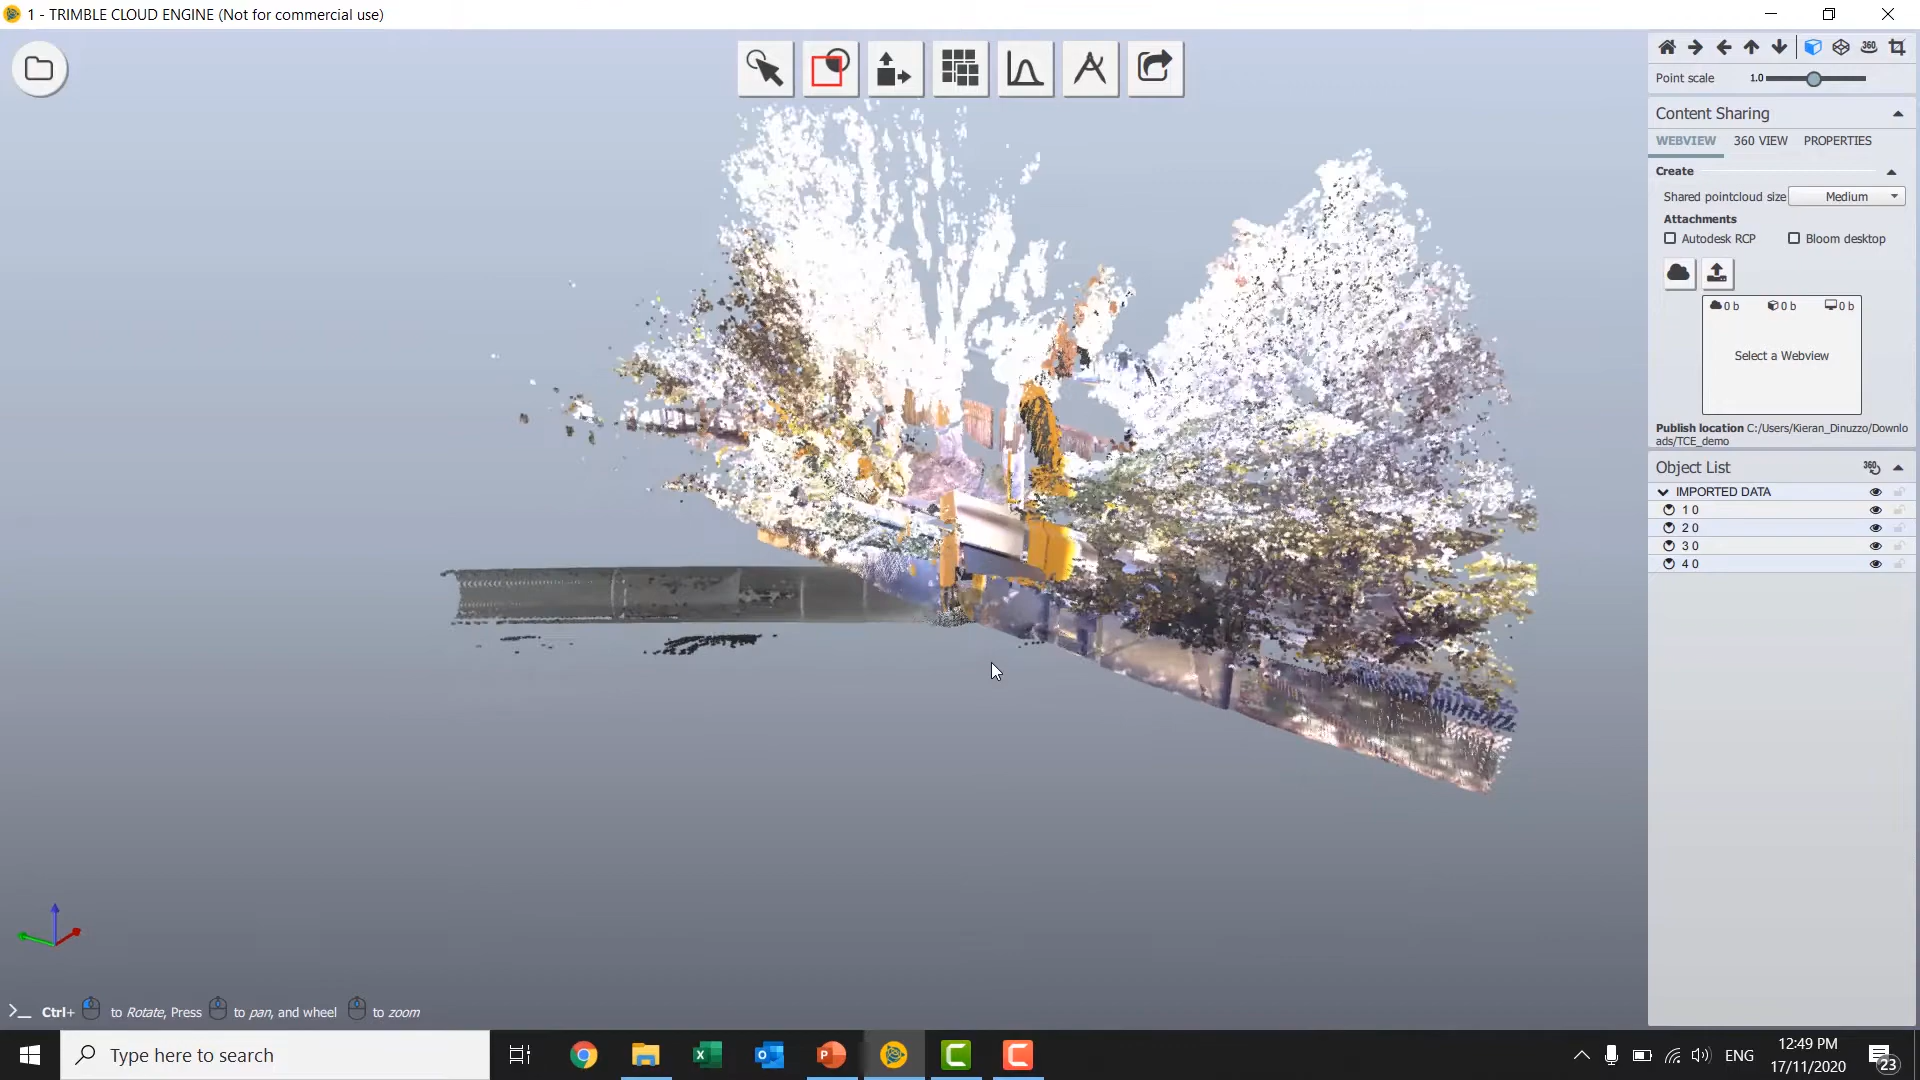 1 - TRIMBLE CLOUD ENGINE (Not for commercial use)
360
Point scale 1.0
Content Sharing
WEBVIEW 360 VIEW PROPERTIES
Create
Shared pointcloud size Medium
Attachments
Autodesk RCP Bloom desktop
0 b 0 b 0 b
Select a Webview
Publish location C:/Users/Kieran_Dinuzzo/Downlo
ads/TCE_demo
Object List 360
IMPORTED DATA
1 0
2 0
3 0
4 0
Ctrl+ to Rotate, Press to pan, and wheel to zoom
Type here to search
ENG
12:49 PM
17/11/2020
23